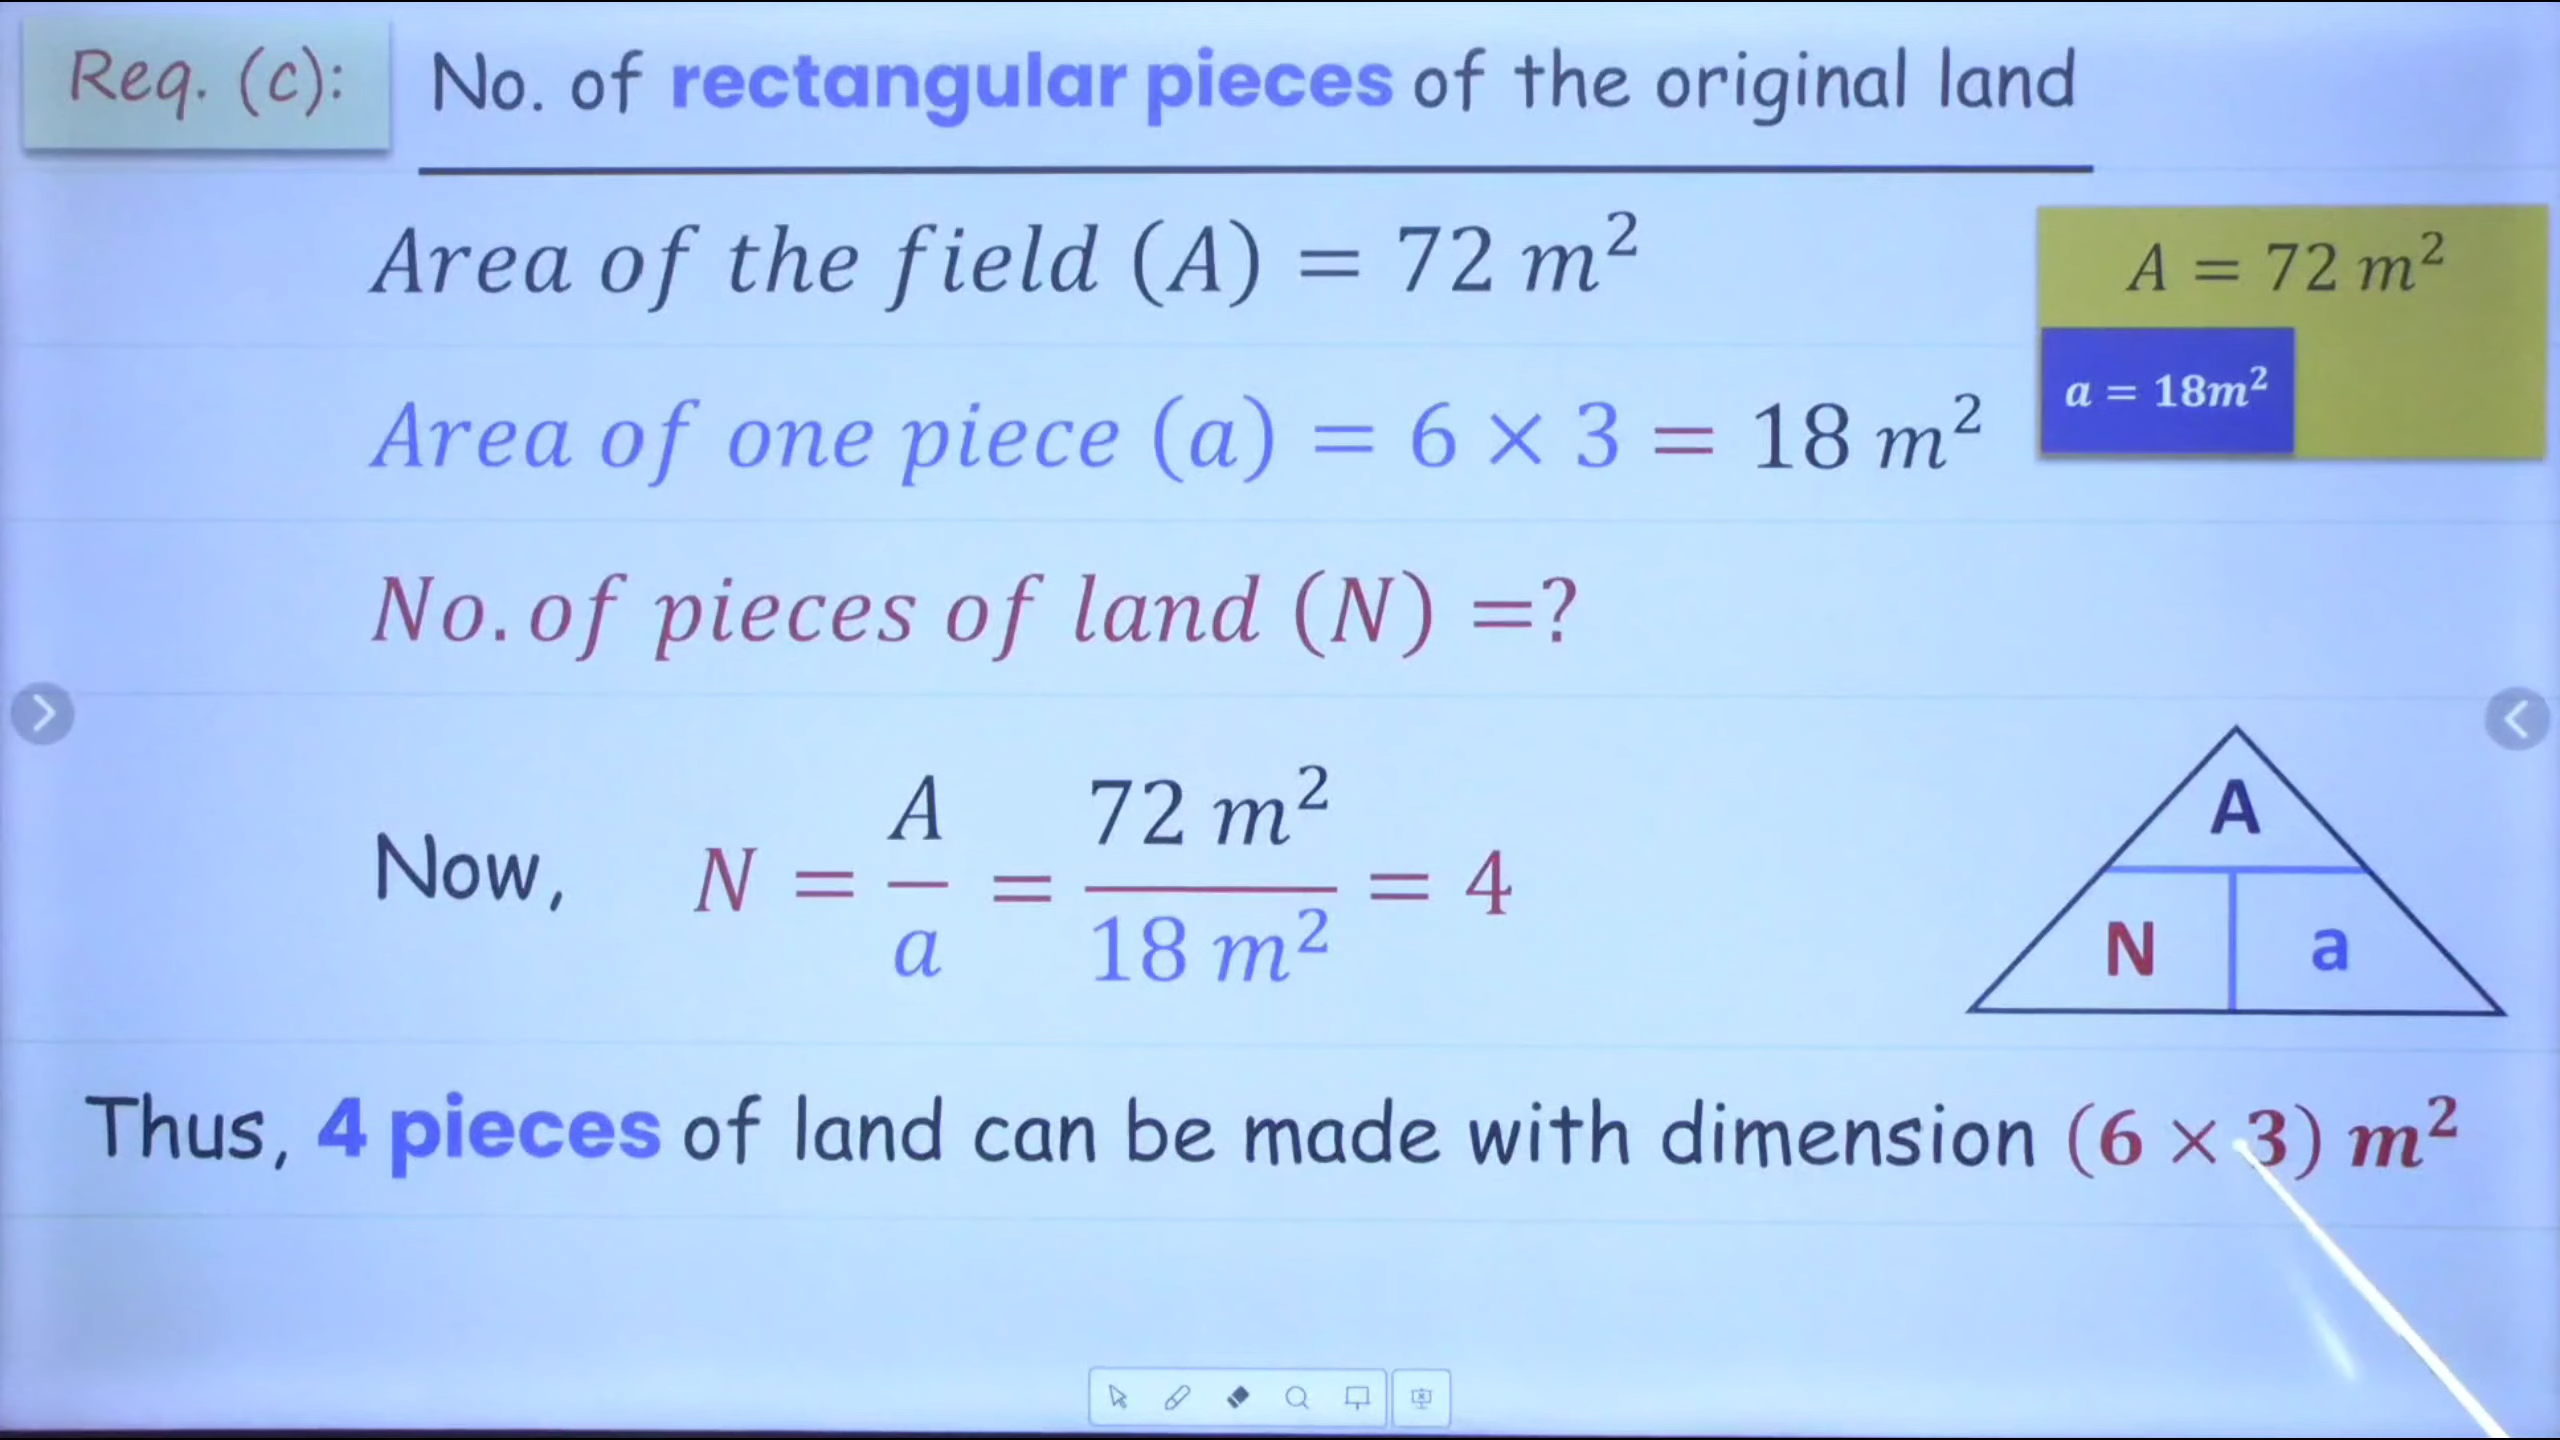 Req. (c): No. of rectangular pieces of the original land
Area of the field (A) = 72 m²
A = 72 m²
a = 18m²
Area of one piece (a) = 6 × 3 = 18 m²
No. of pieces of land (N) =?
Now, N = A/a = 72 m²/18 m² = 4
A
N a
Thus, 4 pieces of land can be made with dimension (6 × 3) m²